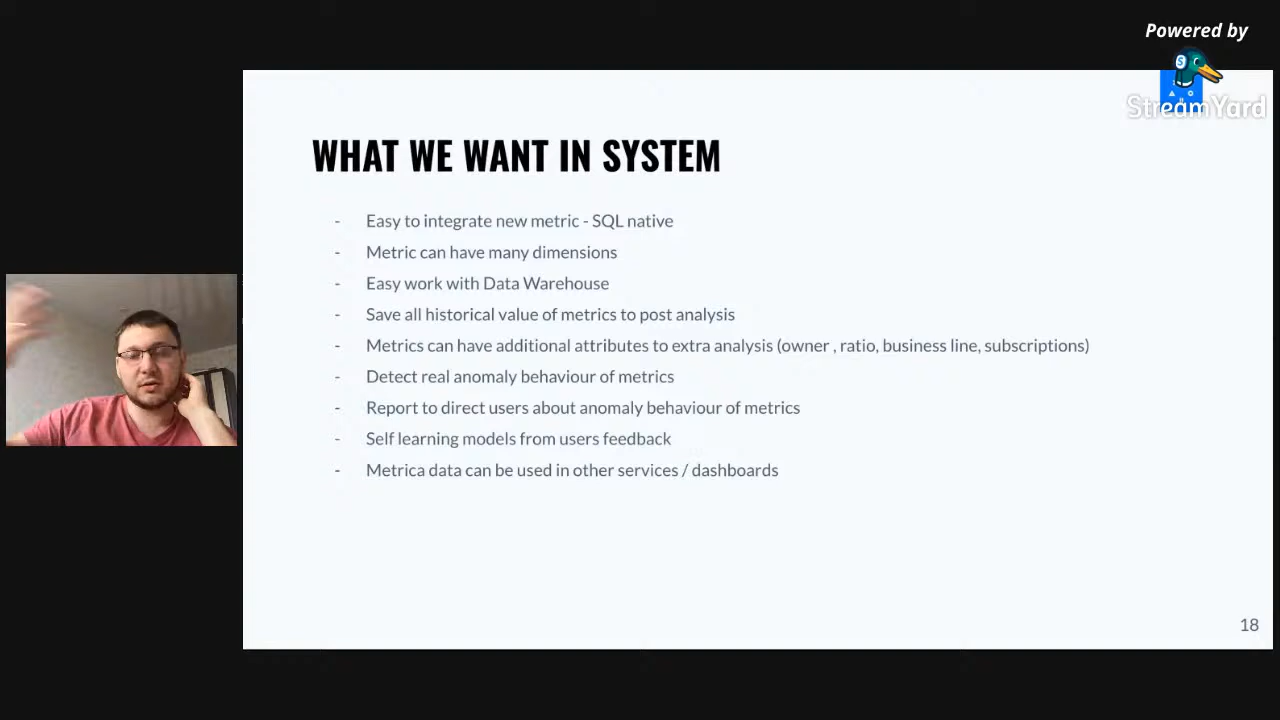 Powered by
StreamYard
WHAT WE WANT IN SYSTEM
- Easy to integrate new metric - SQL native
- Metric can have many dimensions
- Easy work with Data Warehouse
- Save all historical value of metrics to post analysis
- Metrics can have additional attributes to extra analysis (owner , ratio, business line, subscriptions)
- Detect real anomaly behaviour of metrics
- Report to direct users about anomaly behaviour of metrics
- Self learning models from users feedback
- Metrica data can be used in other services / dashboards
18